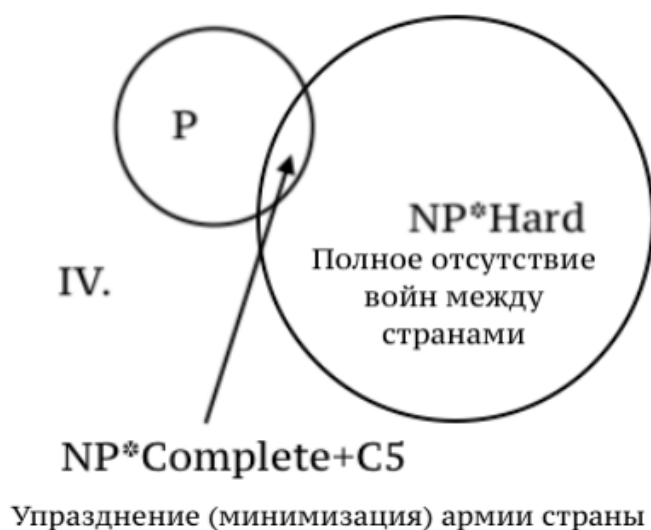 P
NP*Hard
Полное отсутствие
войн между
странами
IV.
NP*Complete+C5
Упразднение (минимизация) армии страны